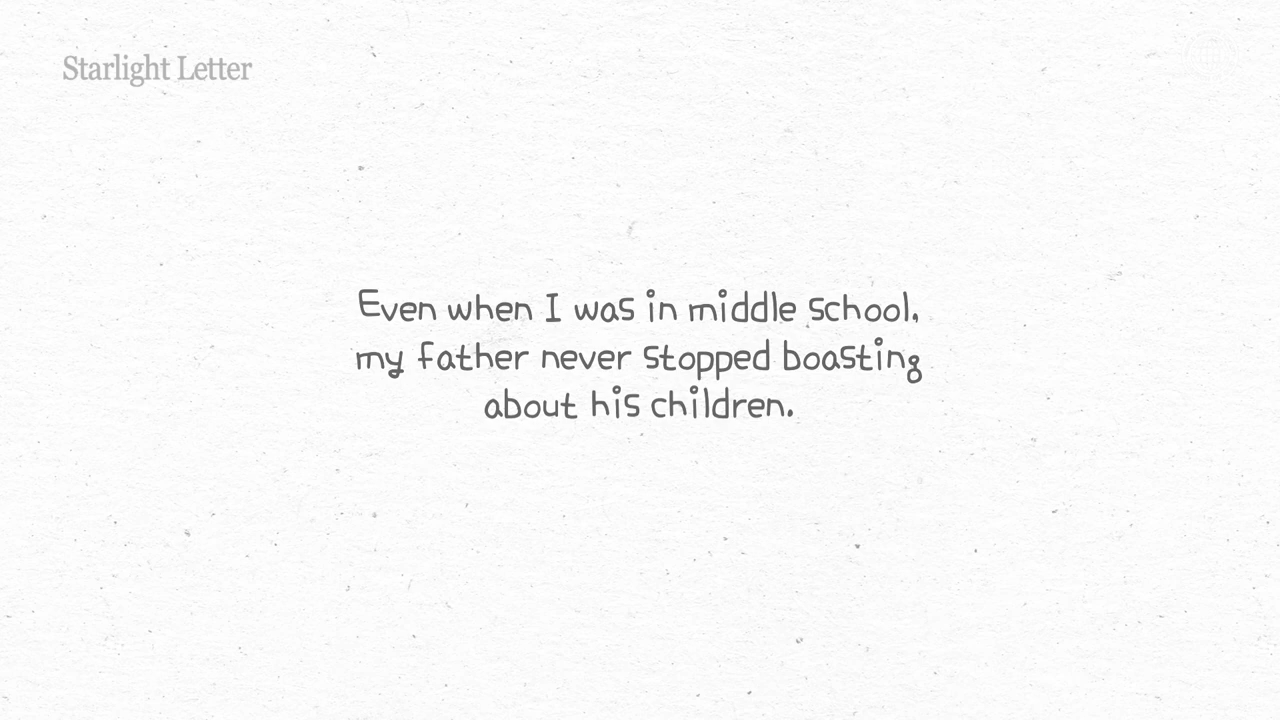 Starlight Letter
Even when I was in middle school,
my father never stopped boasting
about his children.